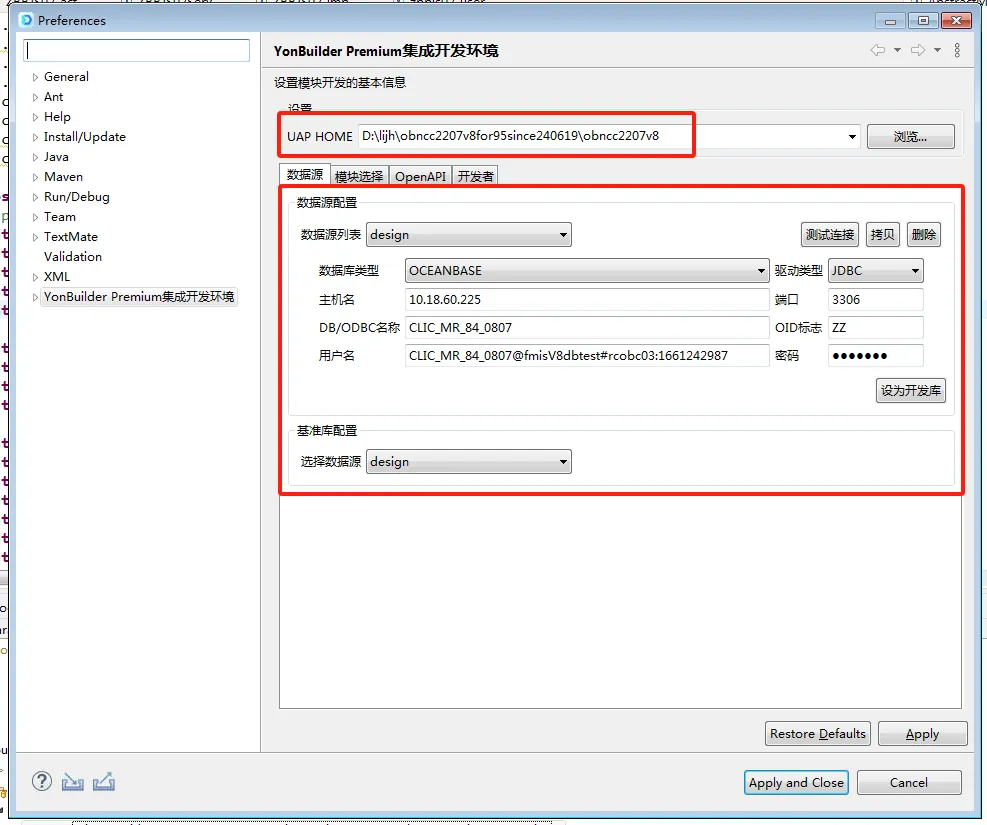 Preferences
General
Ant
Help
Install/Update
Java
Maven
Run/Debug
Team
TextMate
Validation
XML
YonBuilder Premium集成开发环境
YonBuilder Premium集成开发环境
设置模块开发的基本信息
设置
UAP HOME D:\lijh\obncc2207v8for95since240619\obncc2207v8 浏览...
数据源 模块选择 OpenAPI 开发者
数据源配置
数据源列表 design 测试连接 拷贝 删除
数据库类型 OCEANBASE 驱动类型 JDBC
主机名 10.18.60.225 端口 3306
DB/ODBC名称 CLIC_MR_84_0807 OID标志 ZZ
用户名 CLIC_MR_84_0807@fmisV8dbtest#rcobc03:1661242987 密码 ●●●●●●●
设为开发库
基准库配置
选择数据源 design
Restore Defaults Apply
Apply and Close Cancel